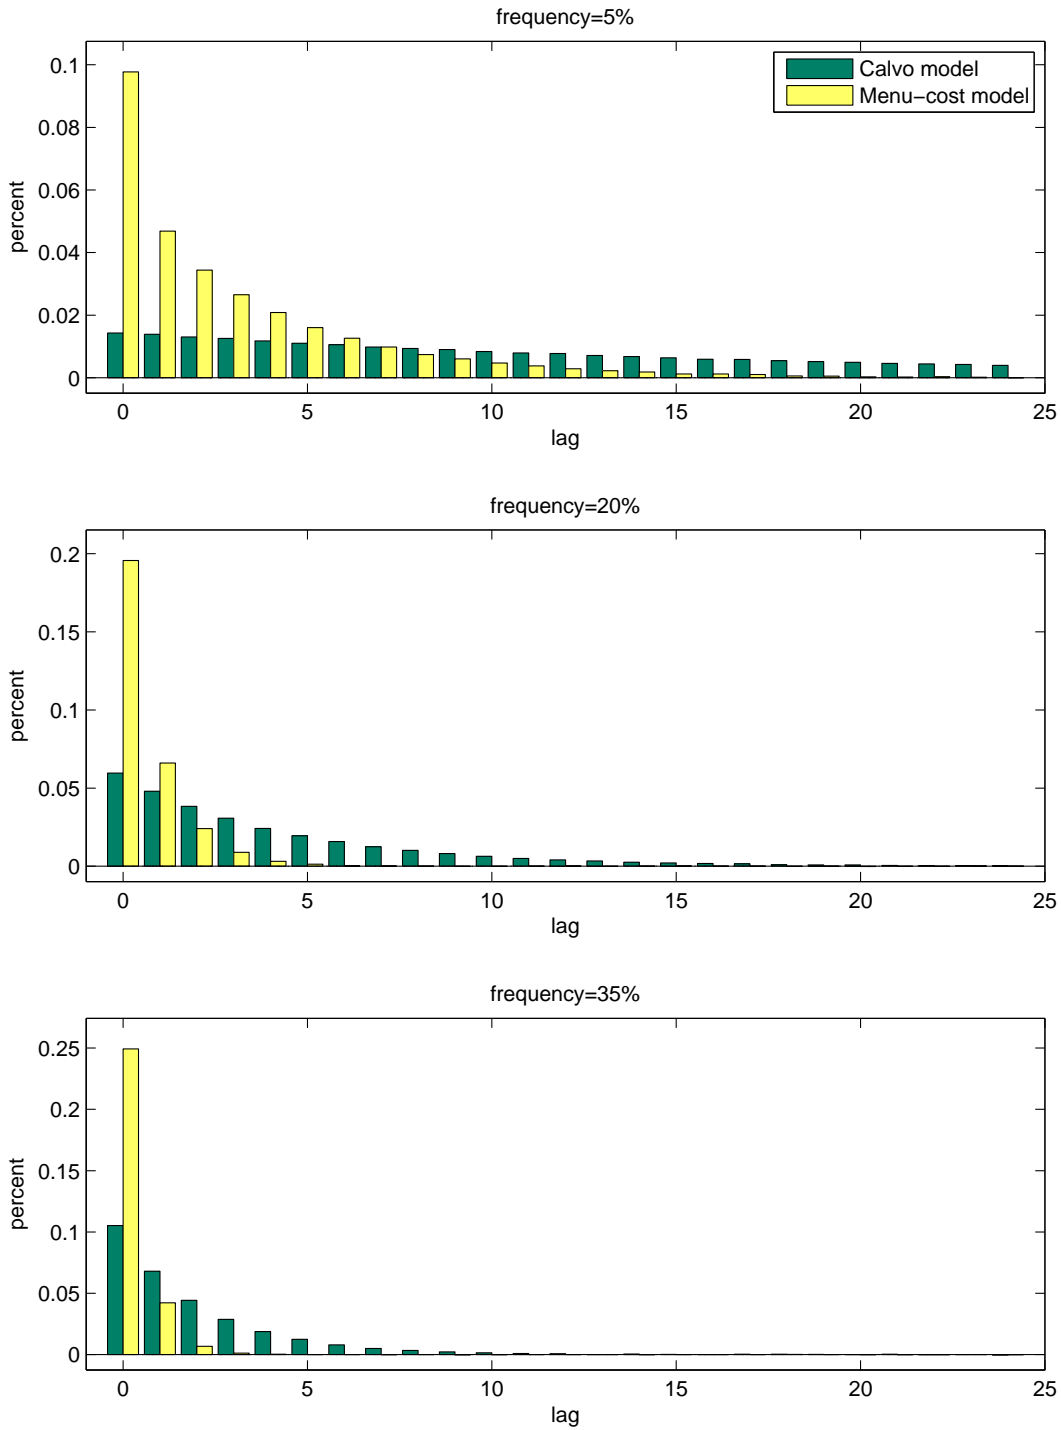 frequency=5%
Calvo model
Menu−cost model
0.1
0.08
0.06
0.04
0.02
0
percent
0 5 10 15 20 25
lag
frequency=20%
0.2
0.15
0.1
0.05
0
percent
0 5 10 15 20 25
lag
frequency=35%
0.25
0.2
0.15
0.1
0.05
0
percent
0 5 10 15 20 25
lag